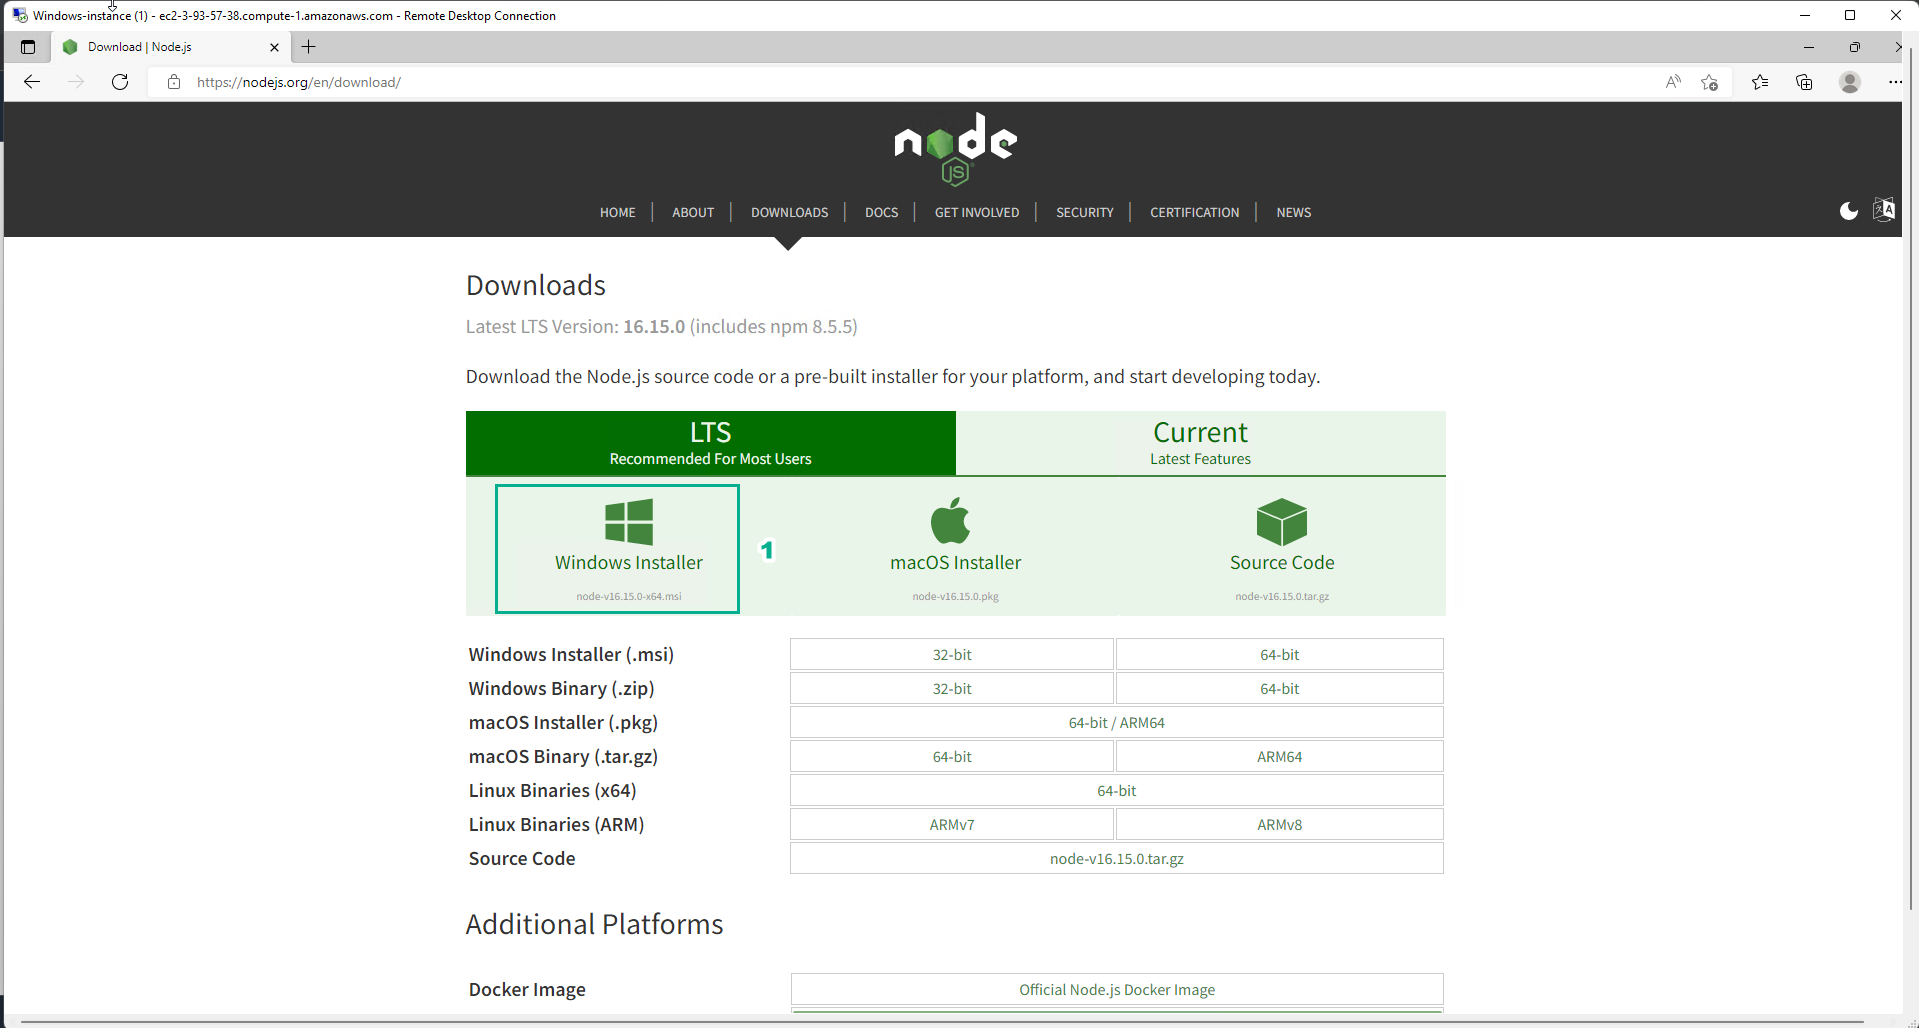 Windows-instance (1) - ec2-3-93-57-38.compute-1.amazonaws.com - Remote Desktop Connection
Download | Node.js
https://nodejs.org/en/download/
node
JS
HOME | ABOUT | DOWNLOADS | DOCS | GET INVOLVED | SECURITY | CERTIFICATION | NEWS
Downloads
Latest LTS Version: 16.15.0 (includes npm 8.5.5)
Download the Node.js source code or a pre-built installer for your platform, and start developing today.
LTS
Recommended For Most Users
Current
Latest Features
Windows Installer
node-v16.15.0-x64.msi
1
macOS Installer
node-v16.15.0.pkg
Source Code
node-v16.15.0.tar.gz
Windows Installer (.msi) 32-bit 64-bit
Windows Binary (.zip) 32-bit 64-bit
macOS Installer (.pkg) 64-bit / ARM64
macOS Binary (.tar.gz) 64-bit ARM64
Linux Binaries (x64) 64-bit
Linux Binaries (ARM) ARMv7 ARMv8
Source Code node-v16.15.0.tar.gz
Additional Platforms
Docker Image Official Node.js Docker Image